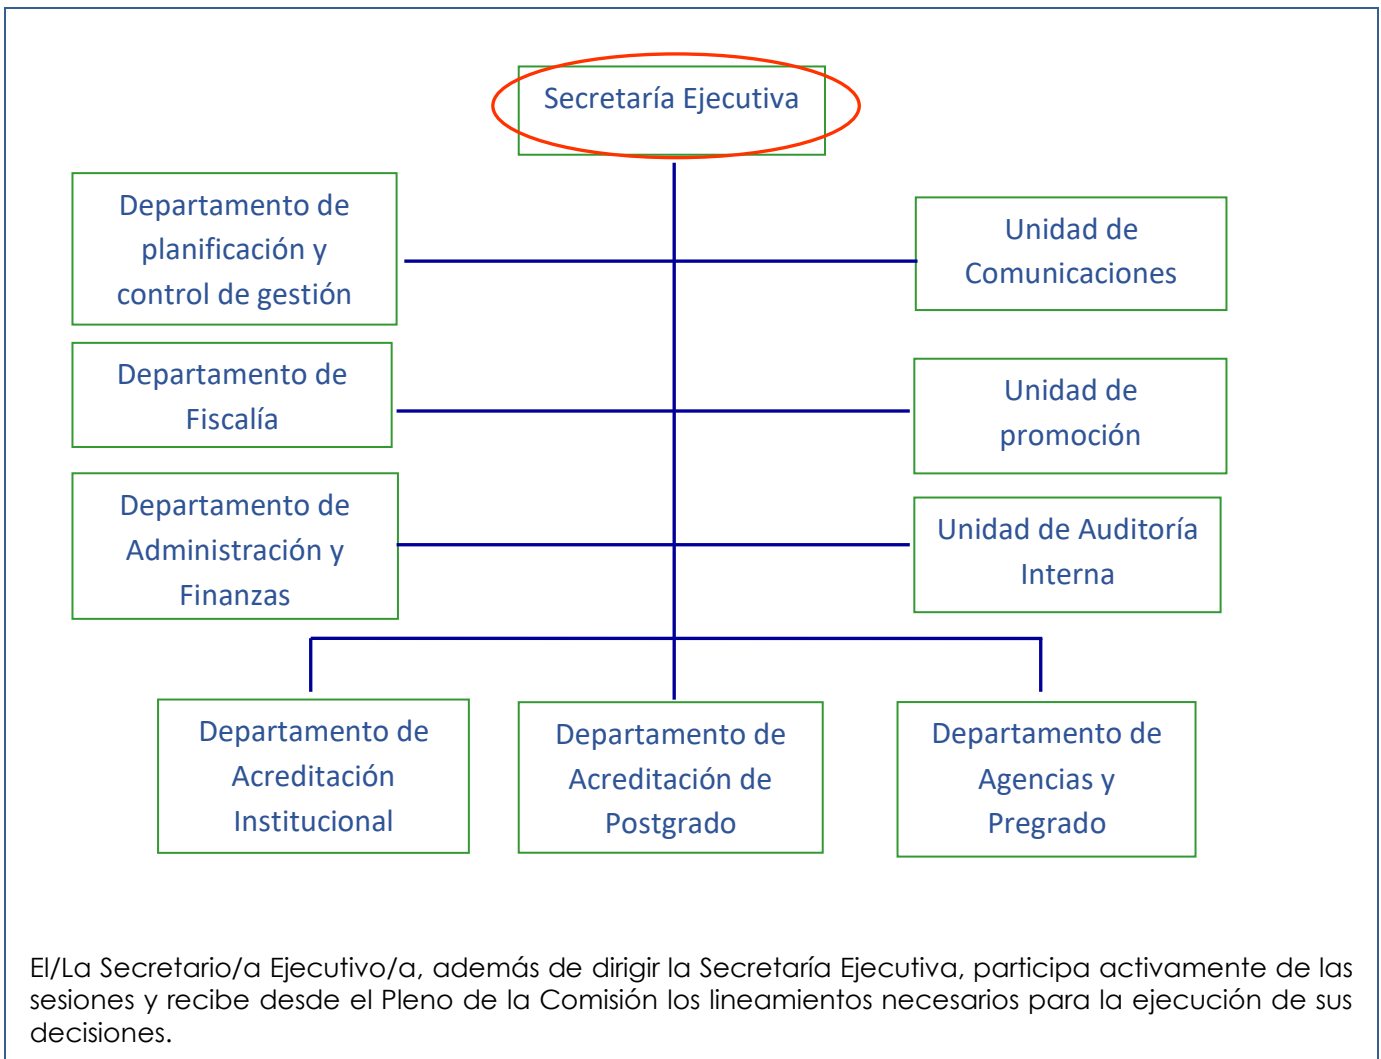 Secretaría Ejecutiva
Departamento de
planificación y
control de gestión
Unidad de
Comunicaciones
Departamento de
Fiscalía
Unidad de
promoción
Departamento de
Administración y
Finanzas
Unidad de Auditoría
Interna
Departamento de
Acreditación
Institucional
Departamento de
Acreditación de
Postgrado
Departamento de
Agencias y
Pregrado
El/La Secretario/a Ejecutivo/a, además de dirigir la Secretaría Ejecutiva, participa activamente de las
sesiones y recibe desde el Pleno de la Comisión los lineamientos necesarios para la ejecución de sus
decisiones.